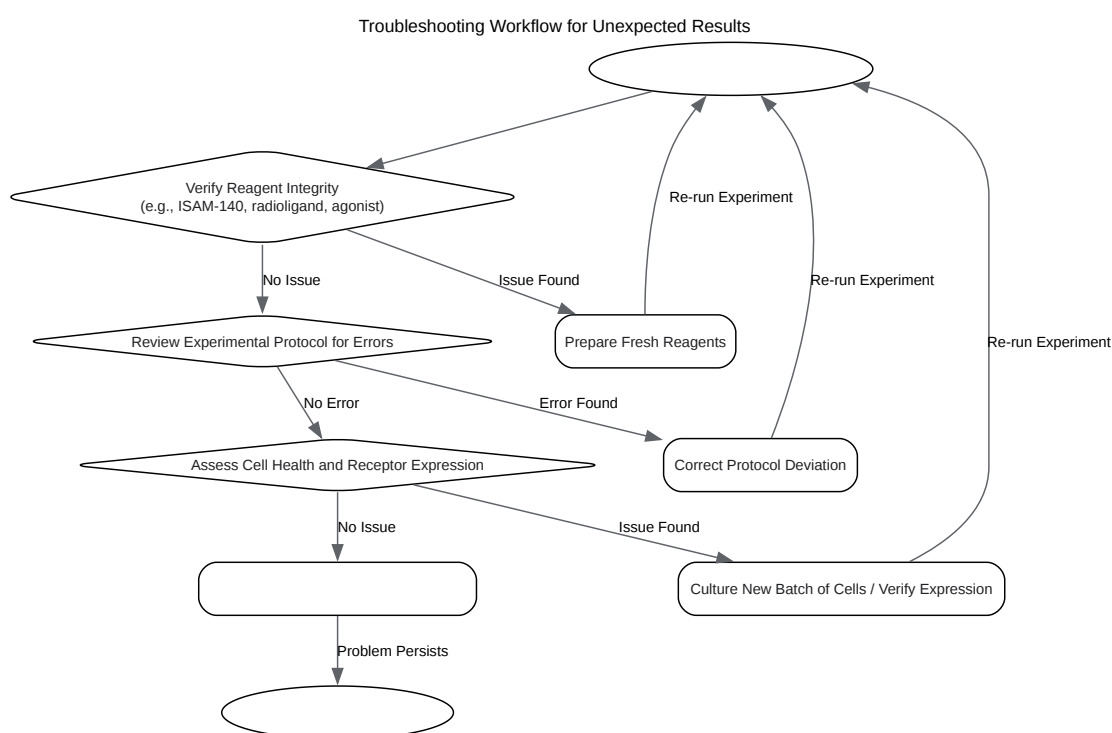 Troubleshooting Workflow for Unexpected Results
Verify Reagent Integrity
(e.g., ISAM-140, radioligand, agonist)
Re-run Experiment
No Issue
Issue Found
Re-run Experiment
Review Experimental Protocol for Errors
Prepare Fresh Reagents
Re-run Experiment
No Error
Error Found
Assess Cell Health and Receptor Expression
Correct Protocol Deviation
No Issue
Issue Found
Culture New Batch of Cells / Verify Expression
Problem Persists